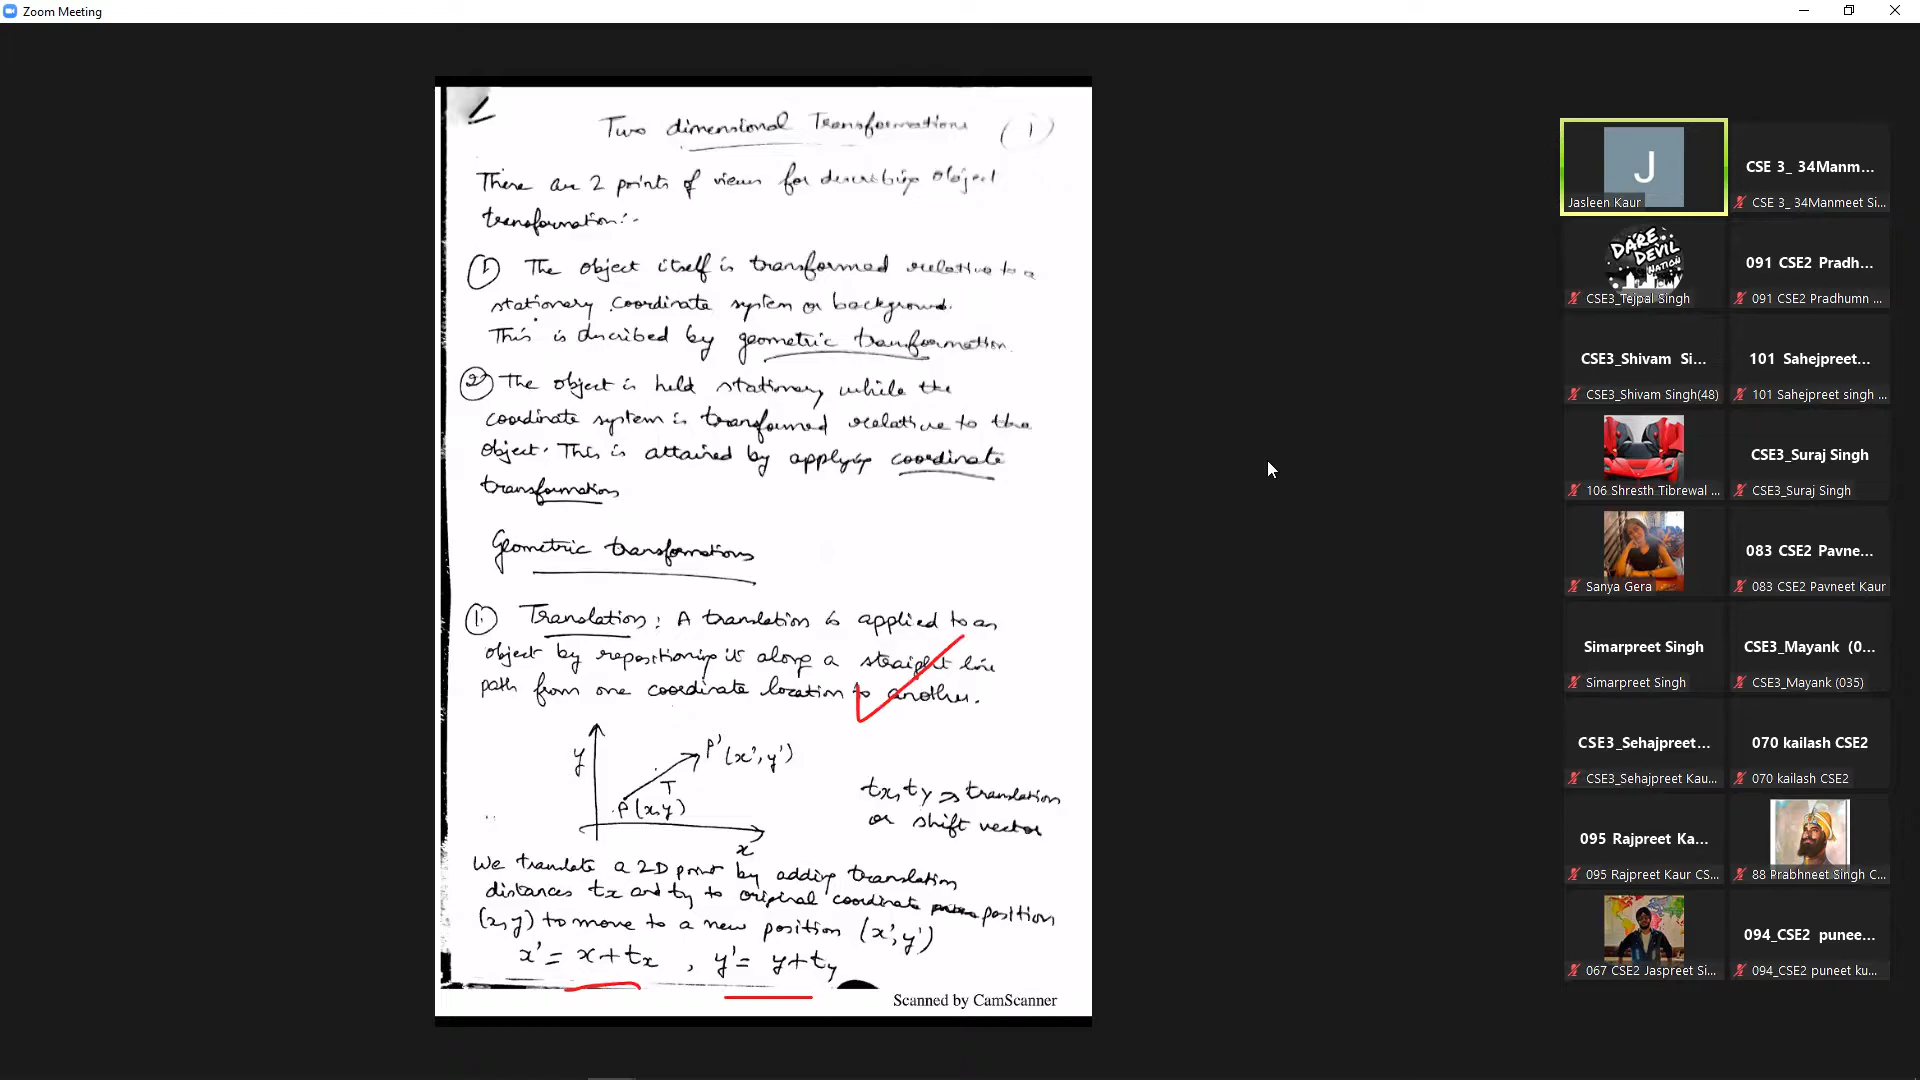 Zoom Meeting
Two dimensional Transformations (1)
There are 2 points of views for describing object
transformation:-
1 The object itself is transformed relative to a
stationary coordinate system or background.
This is described by geometric transformation.
2 The object is held stationary while the
coordinate system is transformed relative to the
object. This is attained by applying coordinate
transformation
Geometric transformations
1. Translation: A translation is applied to an
object by repositioning it along a straight line
path from one coordinate location to another.
y
P'(x', y')
T
P(x,y)
x
tx, ty => translation
or shift vector
We translate a 2D point by adding translation
distances tx and ty to original coordinate position
(x,y) to move to a new position (x', y')
x' = x+tx , y' = y+ty
Scanned by CamScanner
J
Jasleen Kaur
CSE 3_ 34Manm...
CSE 3_ 34Manmeet Si...
DARE DEVIL NATION
CSE3_Tejpal Singh
091 CSE2 Pradh...
091 CSE2 Pradhumn ...
CSE3_Shivam Si...
CSE3_Shivam Singh(48)
101 Sahejpreet...
101 Sahejpreet singh ...
106 Shresth Tibrewal ...
CSE3_Suraj Singh
CSE3_Suraj Singh
Sanya Gera
083 CSE2 Pavne...
083 CSE2 Pavneet Kaur
Simarpreet Singh
Simarpreet Singh
CSE3_Mayank (0...
CSE3_Mayank (035)
CSE3_Sehajpreet...
CSE3_Sehajpreet Kau...
070 kailash CSE2
070 kailash CSE2
095 Rajpreet Ka...
095 Rajpreet Kaur CS...
88 Prabhneet Singh C...
067 CSE2 Jaspreet Si...
094_CSE2 punee...
094_CSE2 puneet ku...